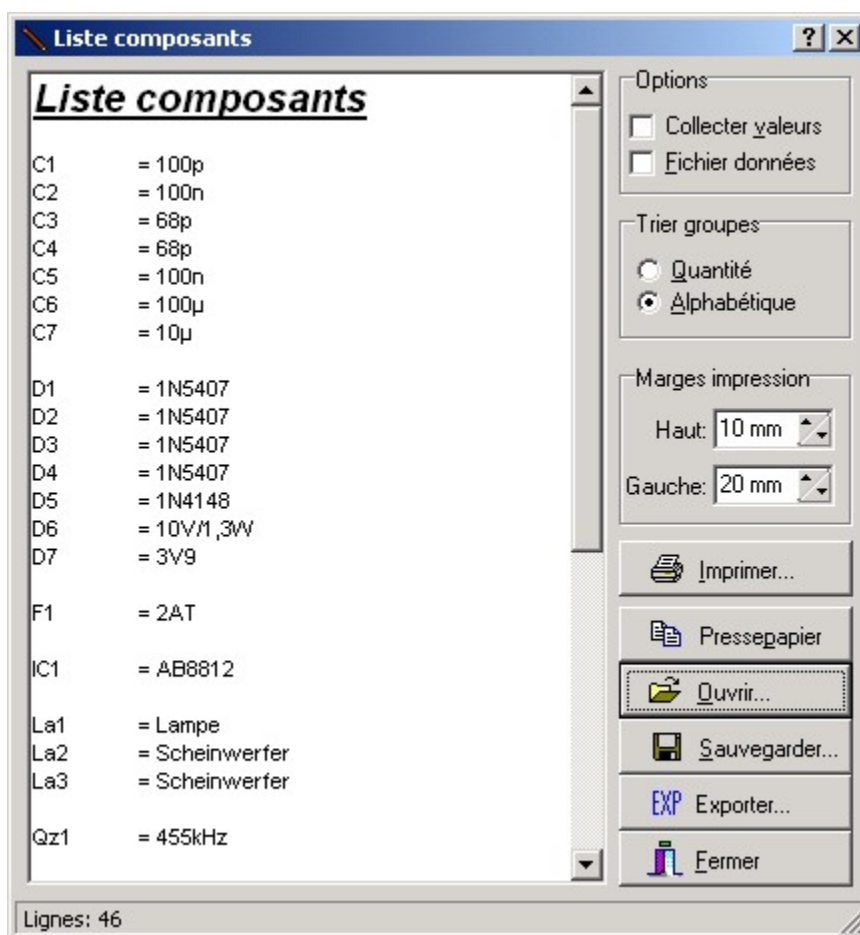 Liste composants
Liste composants
C1 = 100p
C2 = 100n
C3 = 68p
C4 = 68p
C5 = 100n
C6 = 100µ
C7 = 10µ
D1 = 1N5407
D2 = 1N5407
D3 = 1N5407
D4 = 1N5407
D5 = 1N4148
D6 = 10V/1,3W
D7 = 3V9
F1 = 2AT
IC1 = AB8812
La1 = Lampe
La2 = Scheinwerfer
La3 = Scheinwerfer
Qz1 = 455kHz
Options
Collecter valeurs
Fichier données
Trier groupes
Quantité
Alphabétique
Marges impression
Haut: 10 mm
Gauche: 20 mm
Imprimer...
Pressepapier
Ouvrir...
Sauvegarder...
EXP Exporter...
Fermer
Lignes: 46